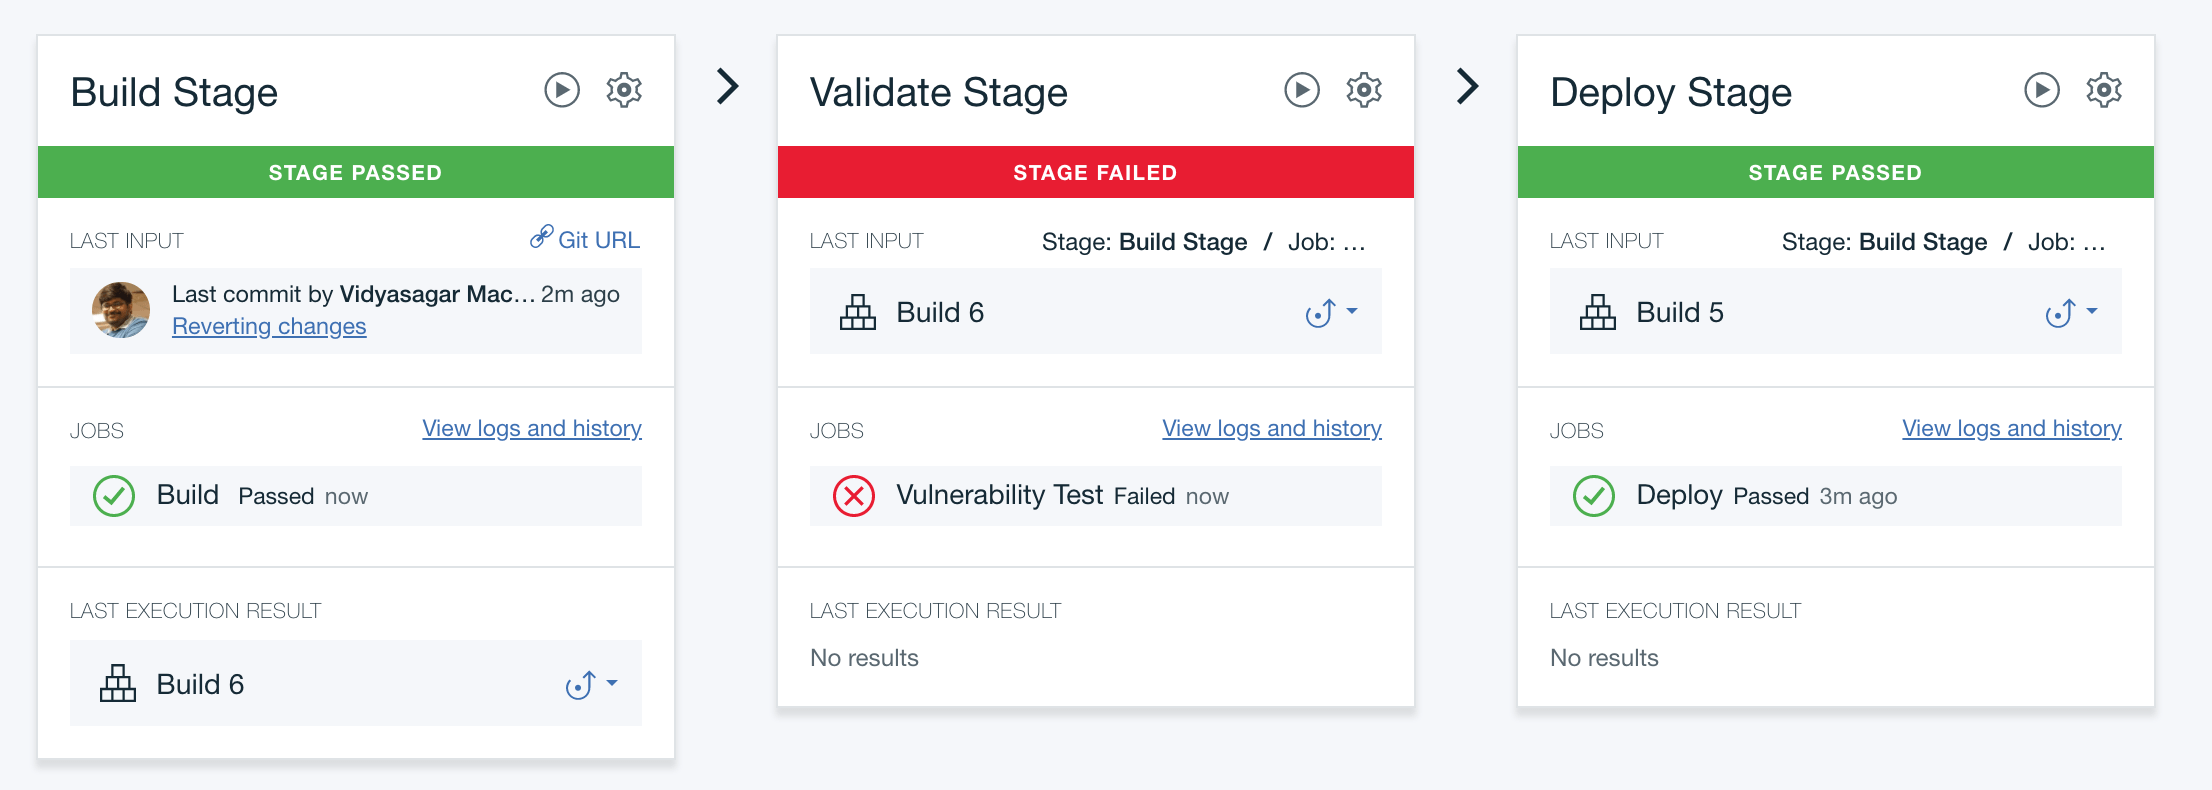 Build Stage
STAGE PASSED
LAST INPUT
Git URL
Last commit by Vidyasagar Mac... 2m ago
Reverting changes
JOBS
View logs and history
Build Passed now
LAST EXECUTION RESULT
Build 6
Validate Stage
STAGE FAILED
LAST INPUT
Stage: Build Stage / Job: ...
Build 6
JOBS
View logs and history
Vulnerability Test Failed now
LAST EXECUTION RESULT
No results
Deploy Stage
STAGE PASSED
LAST INPUT
Stage: Build Stage / Job: ...
Build 5
JOBS
View logs and history
Deploy Passed 3m ago
LAST EXECUTION RESULT
No results